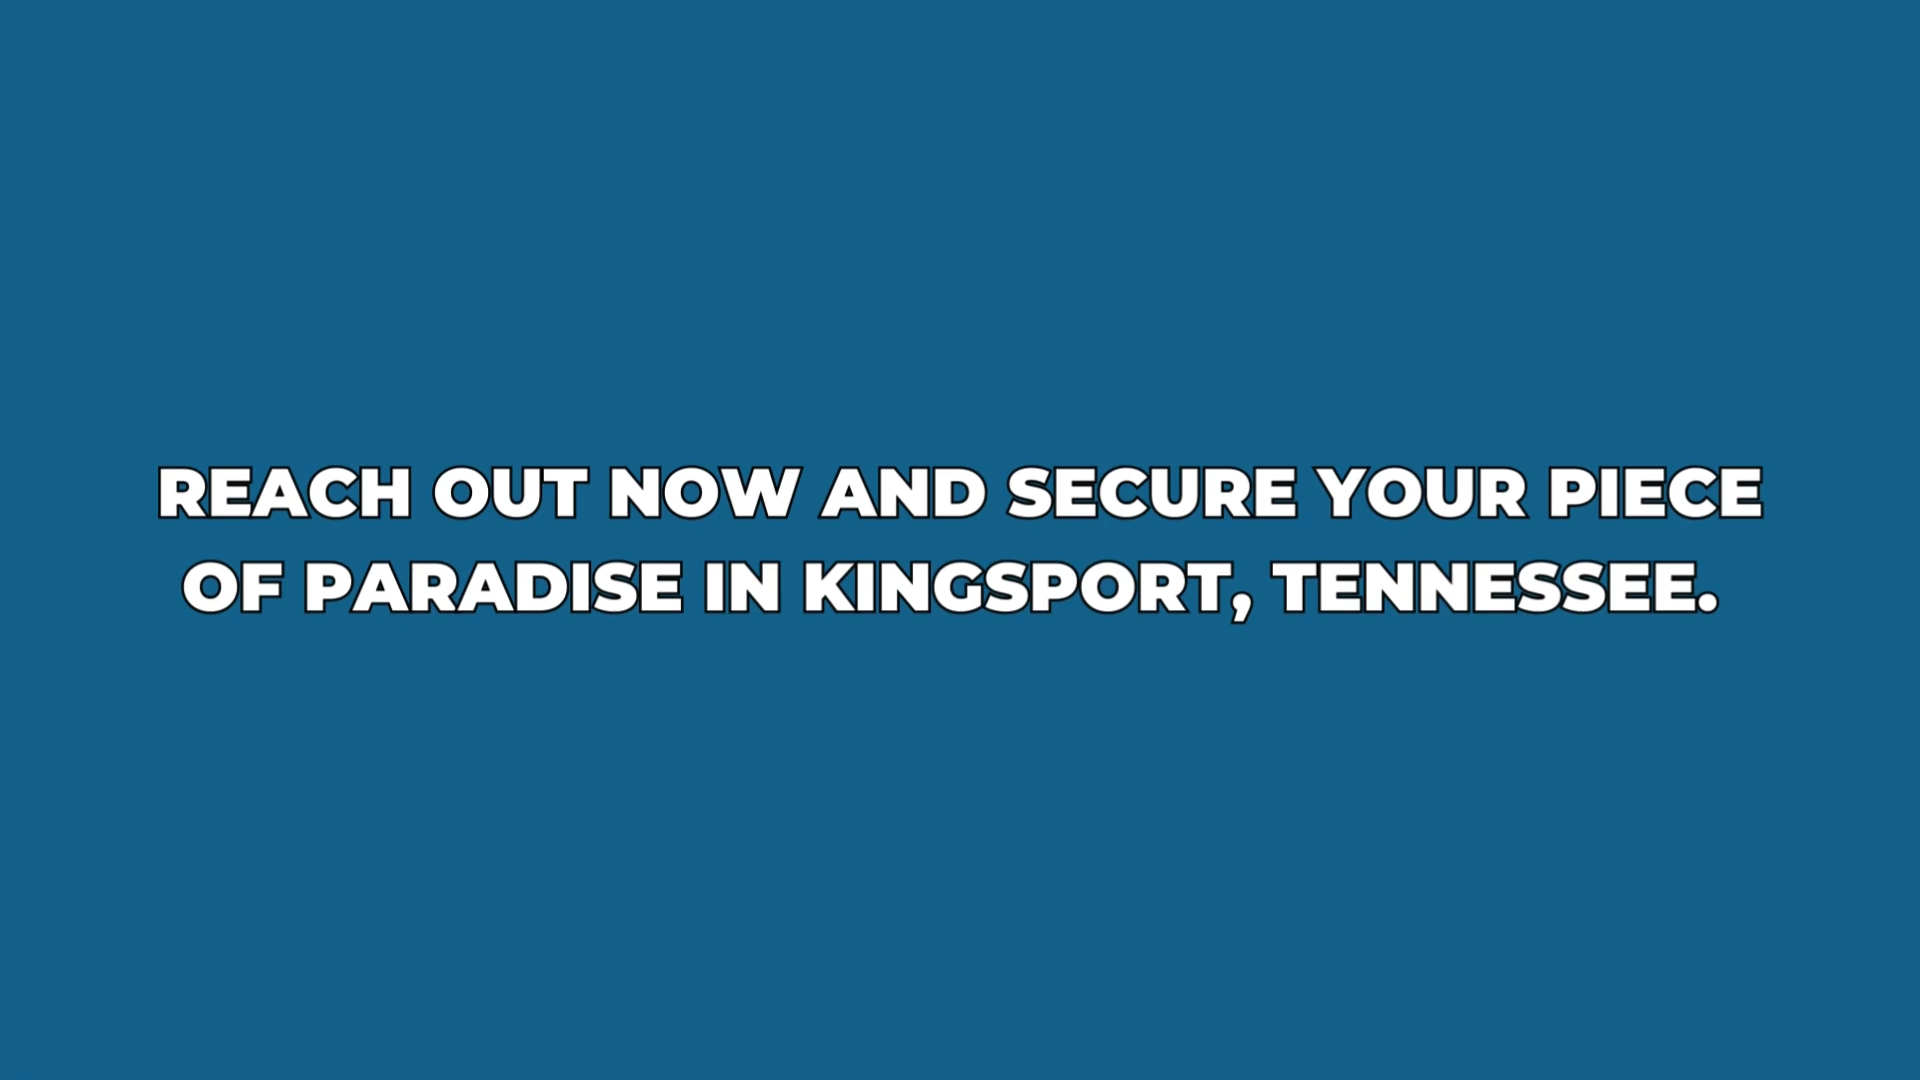 REACH OUT NOW AND SECURE YOUR PIECE
OF PARADISE IN KINGSPORT, TENNESSEE.